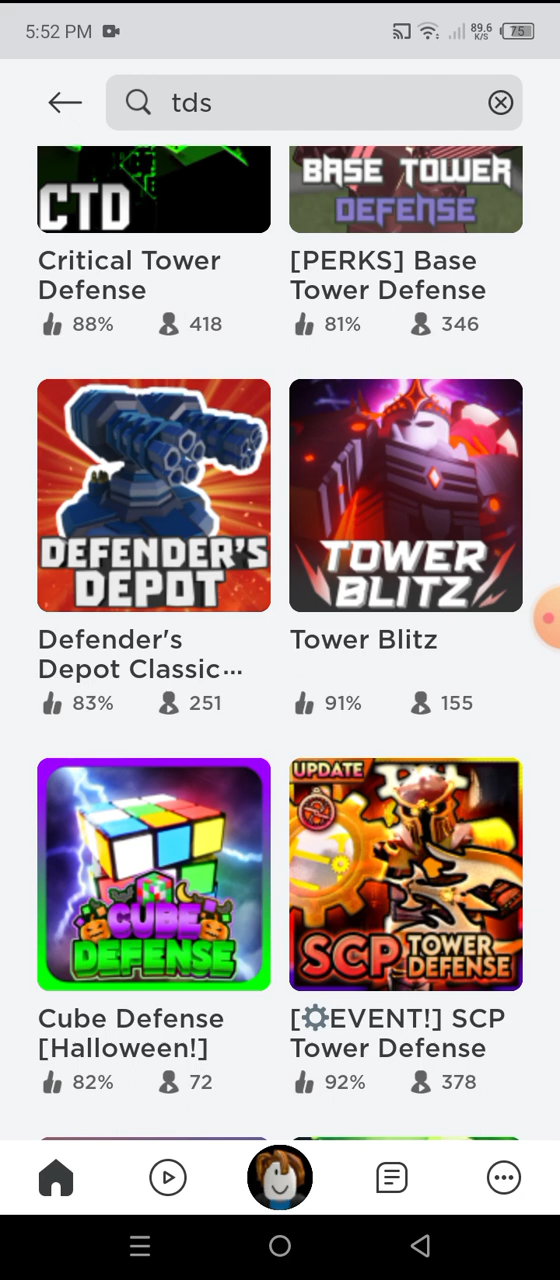 5:52 PM
89.6
K/S
75
tds
CTD
BASE TOWER
DEFENSE
Critical Tower
Defense
[PERKS] Base
Tower Defense
88%
418
81%
346
DEFENDER'S
DEPOT
TOWER
BLITZ
Defender's
Depot Classic...
Tower Blitz
83%
251
91%
155
CUBE
DEFENSE
UPDATE
SCP TOWER
DEFENSE
Cube Defense
[Halloween!]
[⚙EVENT!] SCP
Tower Defense
82%
72
92%
378